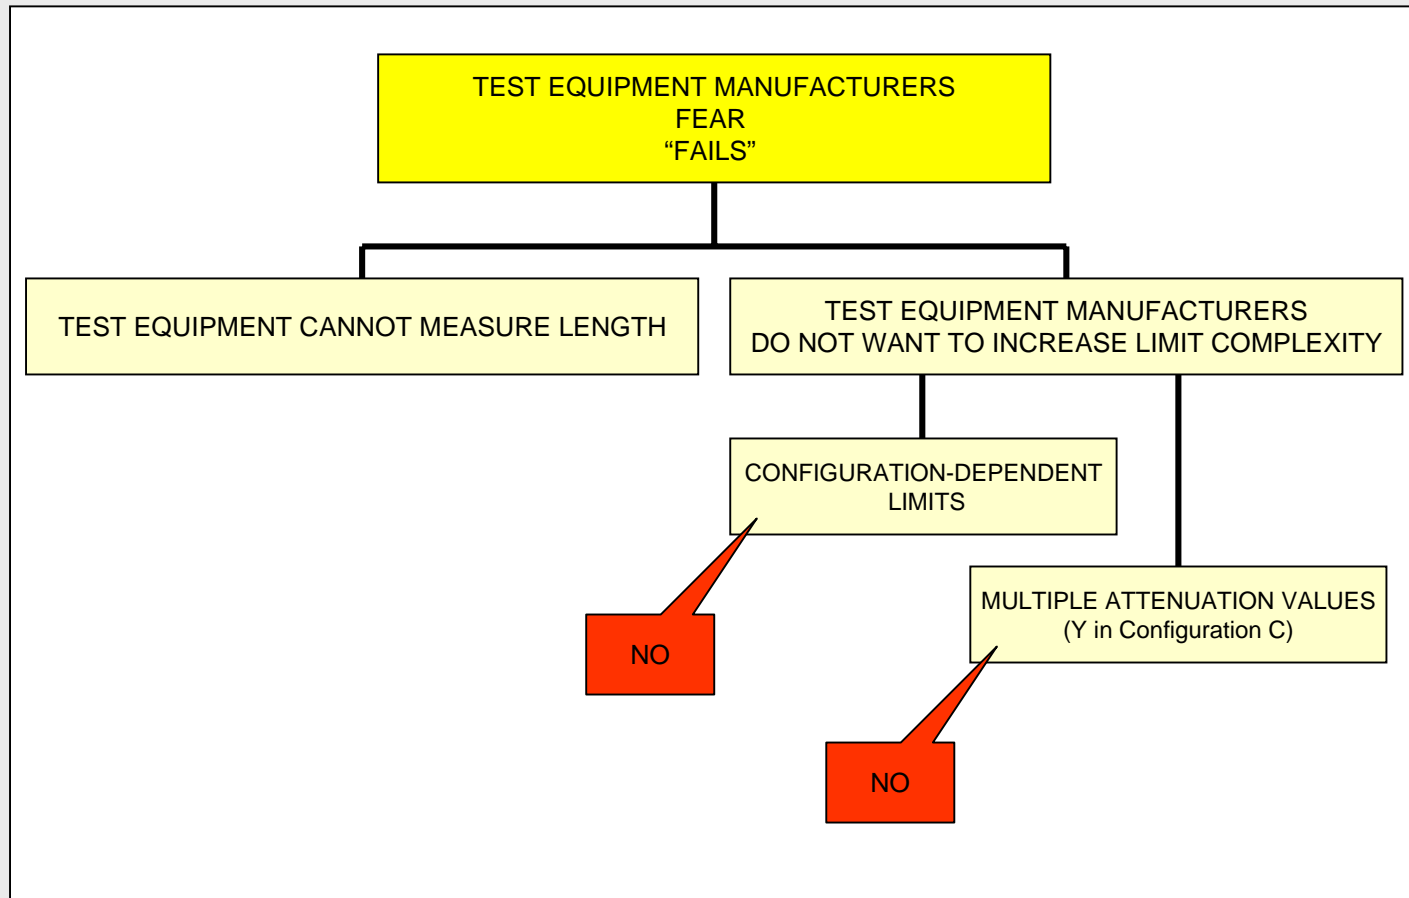 TEST EQUIPMENT MANUFACTURERS
FEAR
“FAILS”
TEST EQUIPMENT CANNOT MEASURE LENGTH
TEST EQUIPMENT MANUFACTURERS
DO NOT WANT TO INCREASE LIMIT COMPLEXITY
CONFIGURATION-DEPENDENT
LIMITS
MULTIPLE ATTENUATION VALUES
(Y in Configuration C)
NO
NO